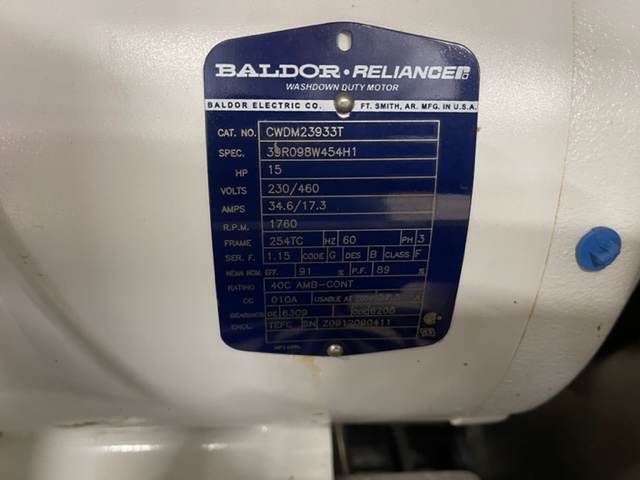 BALDOR • RELIANCE
WASHDOWN DUTY MOTOR
BALDOR ELECTRIC CO. FT. SMITH, AR. MFG. IN U.S.A.
CAT. NO. CWDM23933T
SPEC. 39R098W454H1
HP 15
VOLTS 230/460
AMPS 34.6/17.3
R.P.M. 1760
FRAME 254TC HZ 60 PH 3
SER. F. 1.15 CODE G DES B CLASS F
NEMA NOM. EFF. 91 % P.F. 89 %
RATING 40C AMB-CONT
CC 010A USABLE AT 208V A
BEARINGS DE 6309 ODE 6208
ENCL. TEFC SN Z0912090411